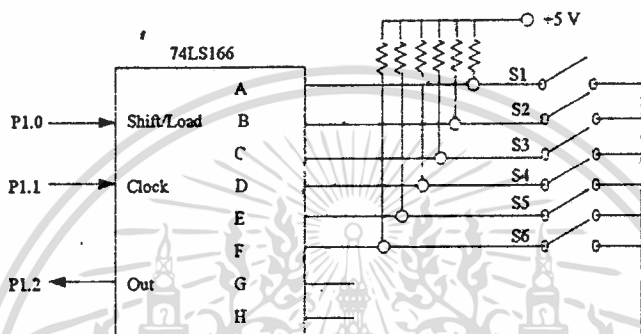 +5 V
74LS166
A S1
P1.0 Shift/Load B S2
C S3
P1.1 Clock D S4
E S5
F S6
P1.2 Out G
H